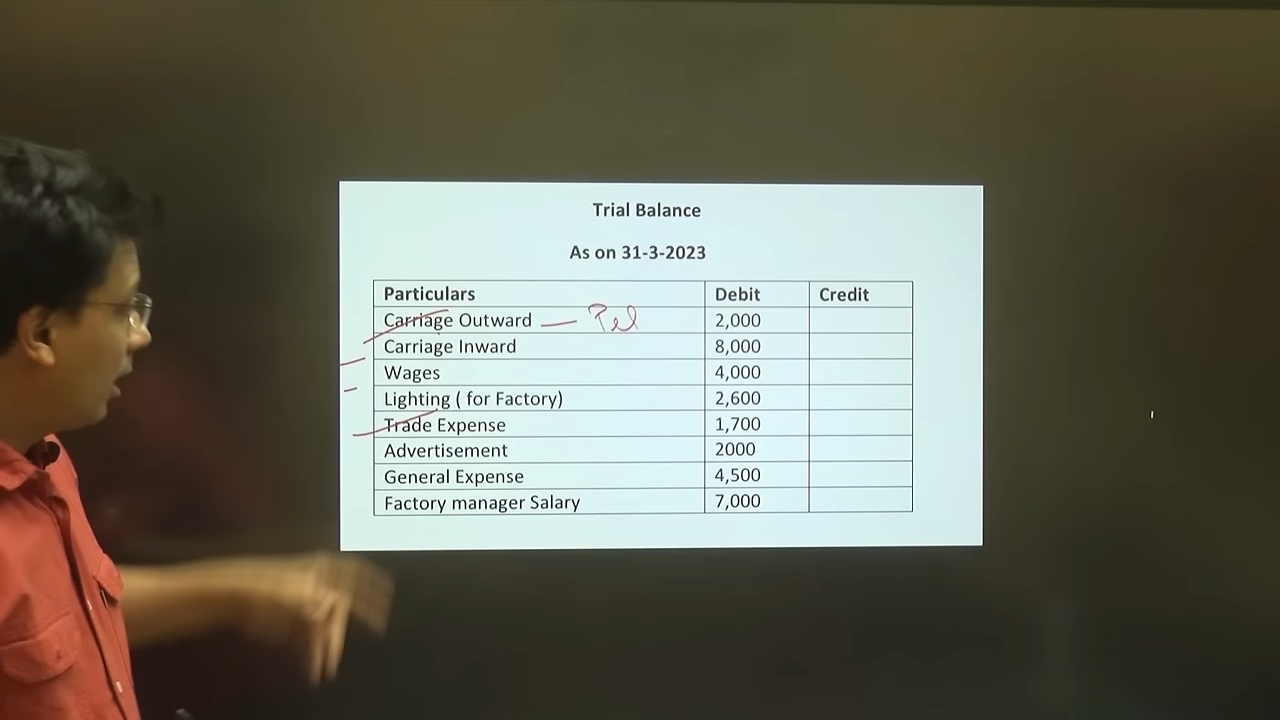 Trial Balance
As on 31-3-2023
Particulars Debit Credit
Carriage Outward — P&L 2,000
Carriage Inward 8,000
Wages 4,000
Lighting ( for Factory) 2,600
Trade Expense 1,700
Advertisement 2000
General Expense 4,500
Factory manager Salary 7,000